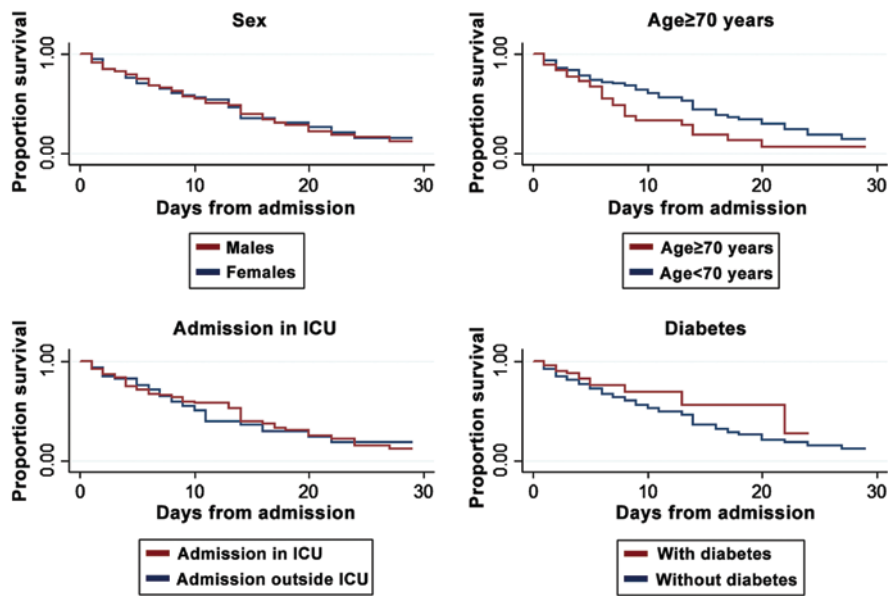 Sex
Proportion survival
1.00
0.00
0
10
20
30
Days from admission
Males
Females
Age≥70 years
Proportion survival
1.00
0.00
0
10
20
30
Days from admission
Age≥70 years
Age<70 years
Admission in ICU
Proportion survival
1.00
0.00
0
10
20
30
Days from admission
Admission in ICU
Admission outside ICU
Diabetes
Proportion survival
1.00
0.00
0
10
20
30
Days from admission
With diabetes
Without diabetes